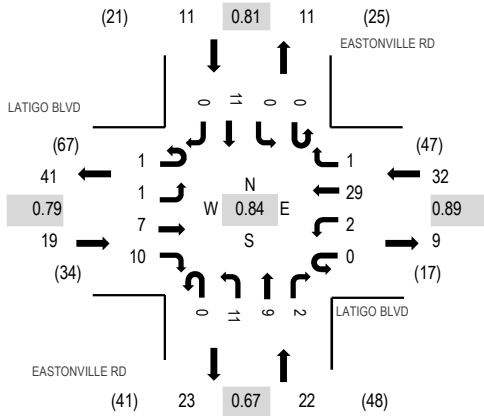 (21) 11 0.81 11 (25)
EASTONVILLE RD
LATIGO BLVD
0 11 0 0
(67) (47)
41 1 1 32
1 N 29
0.79 W 0.84 E 0.89
19 7 S 2 9
(34) 10 0 (17)
0 11 9 2
LATIGO BLVD
EASTONVILLE RD
(41) 23 0.67 22 (48)